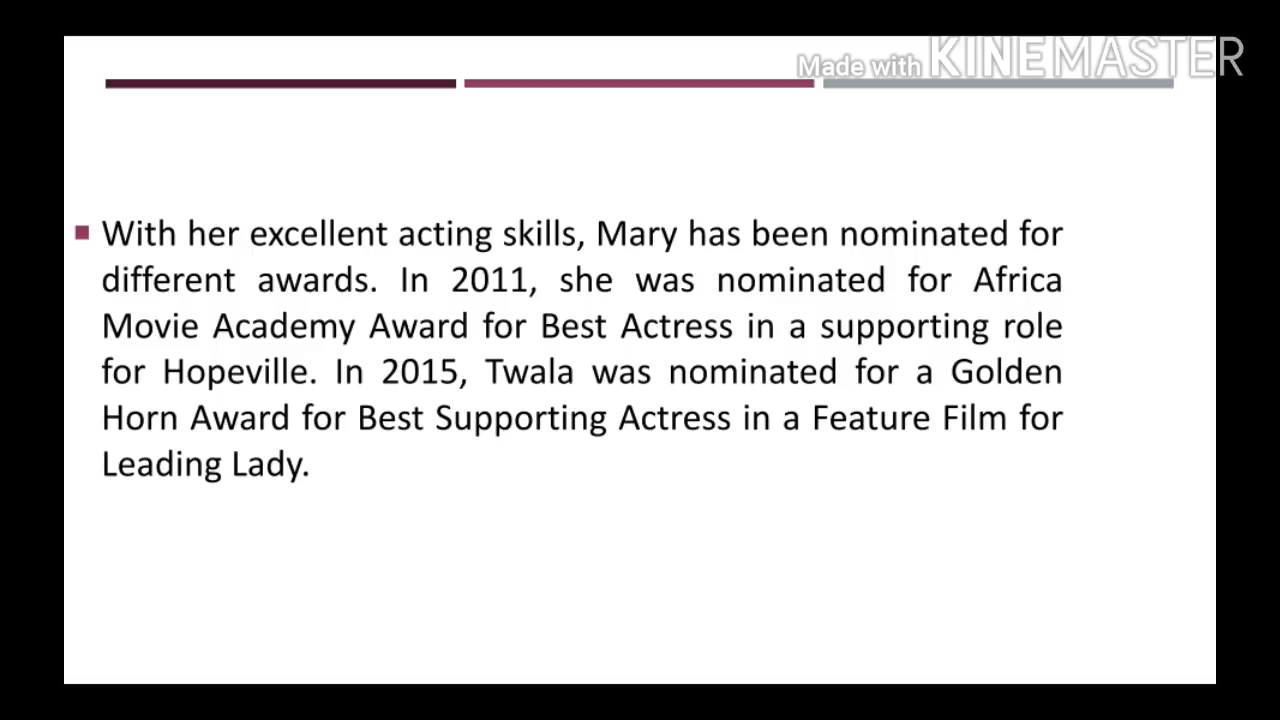 Made with KINEMASTER
With her excellent acting skills, Mary has been nominated for
different awards. In 2011, she was nominated for Africa
Movie Academy Award for Best Actress in a supporting role
for Hopeville. In 2015, Twala was nominated for a Golden
Horn Award for Best Supporting Actress in a Feature Film for
Leading Lady.